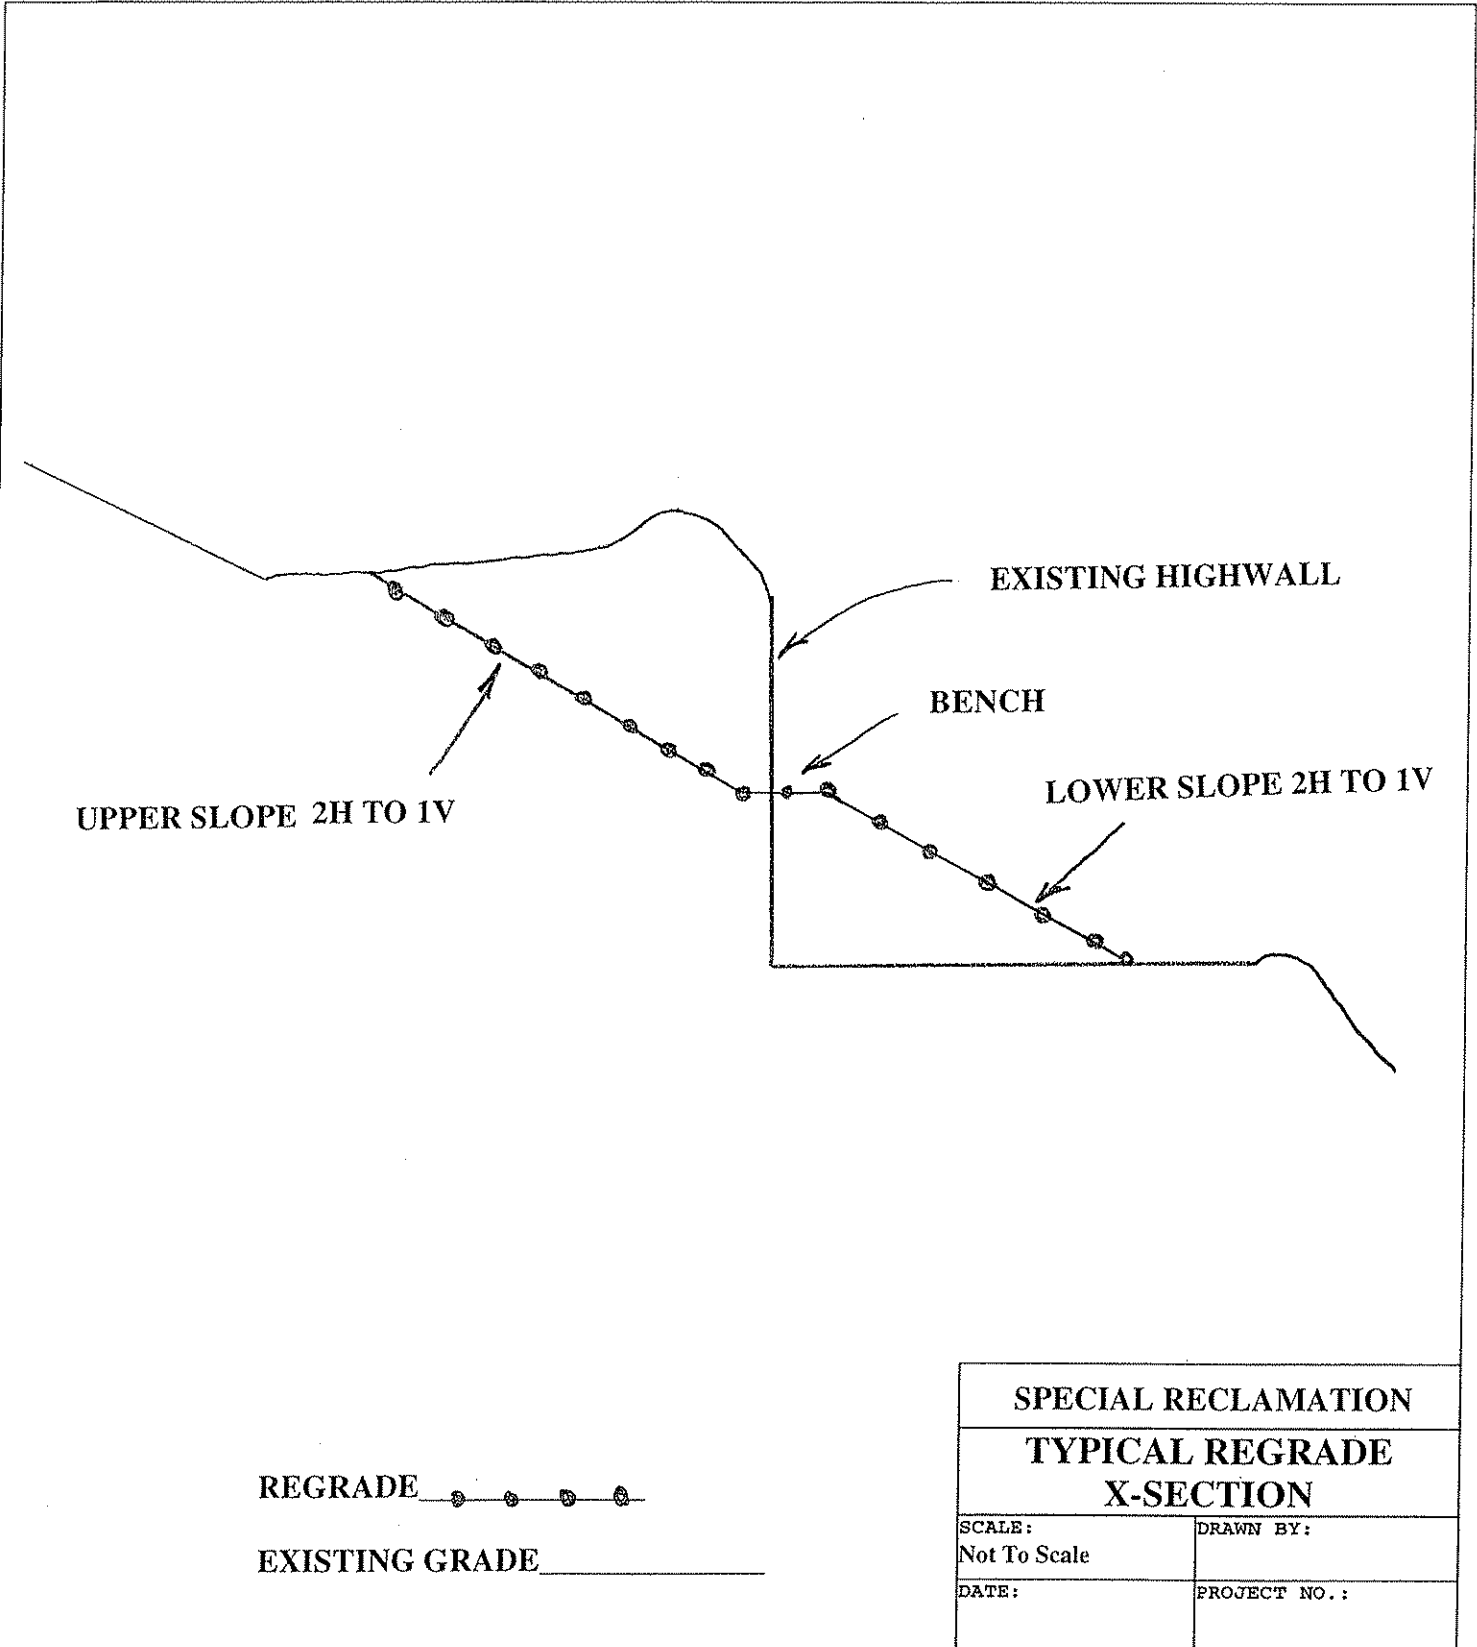 EXISTING HIGHWALL
BENCH
LOWER SLOPE 2H TO 1V
UPPER SLOPE 2H TO 1V
SPECIAL RECLAMATION
TYPICAL REGRADE
X-SECTION
REGRADE
SCALE:
Not To Scale
DRAWN BY:
EXISTING GRADE
DATE:
PROJECT NO.: